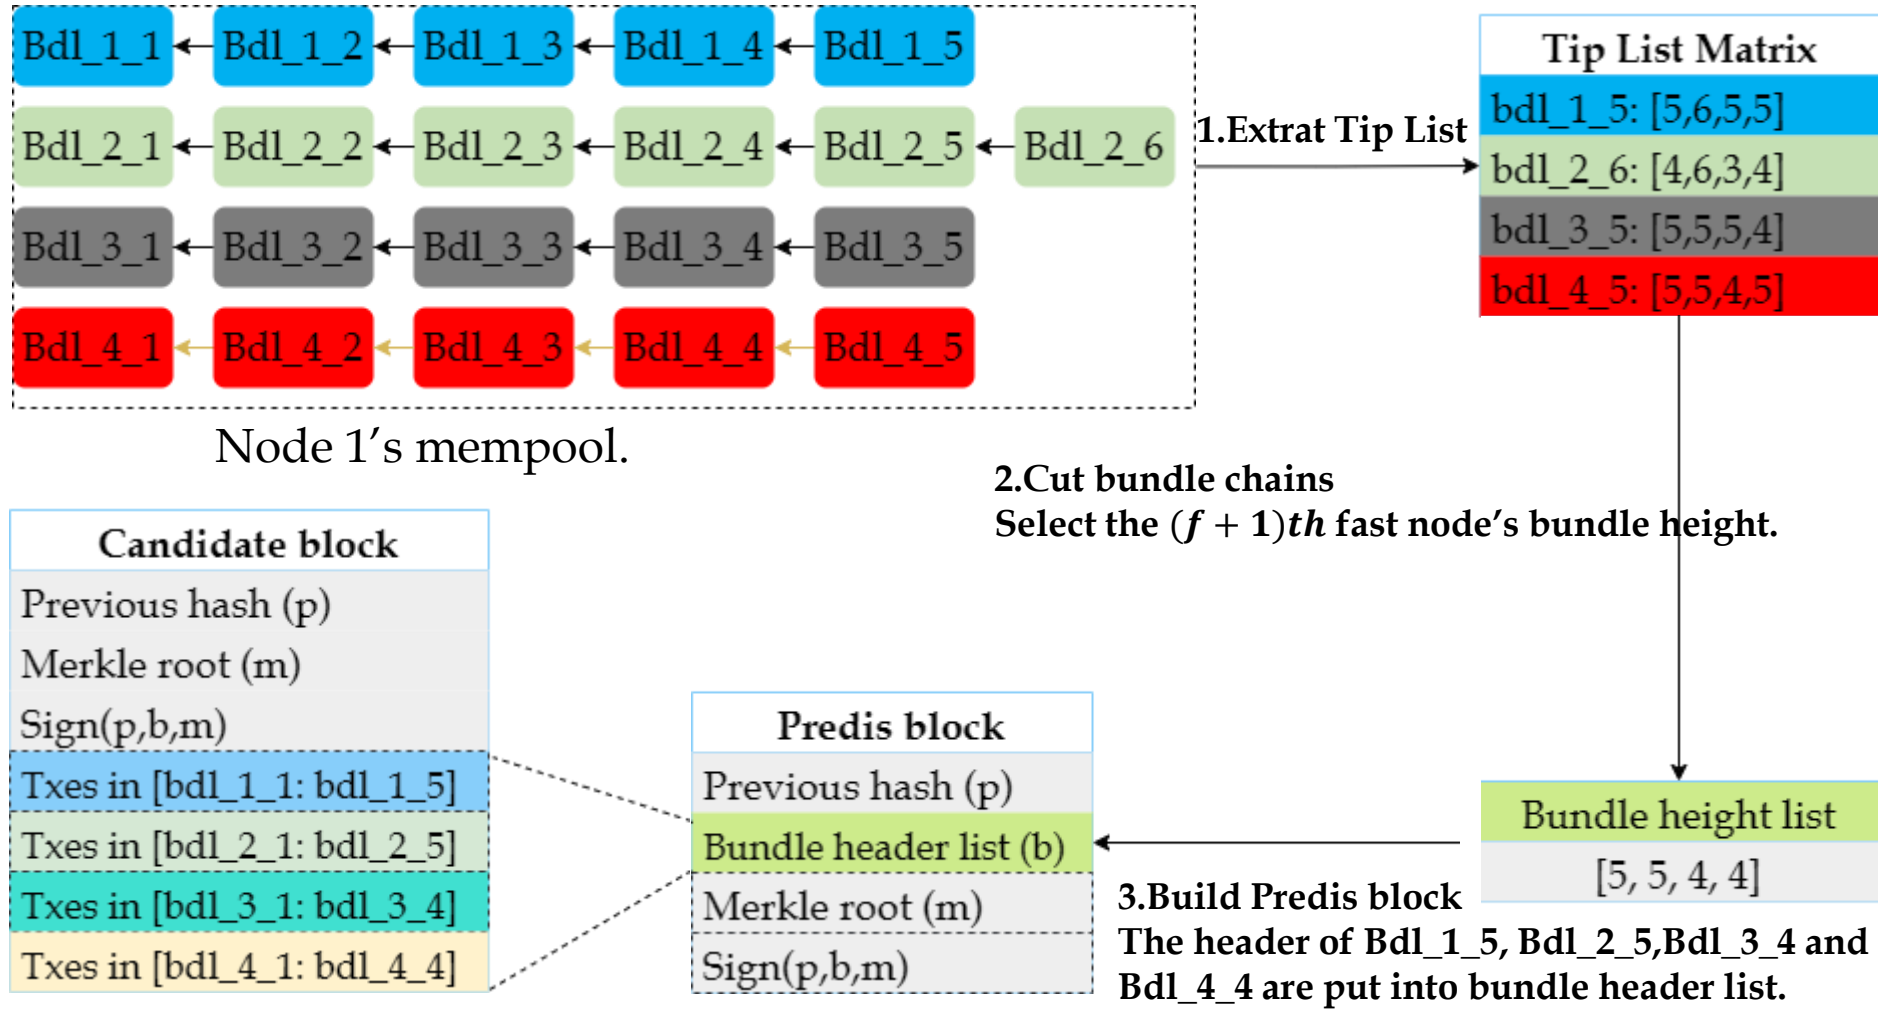 Bdl_1_1 Bdl_1_2 Bdl_1_3 Bdl_1_4 Bdl_1_5
Bdl_2_1 Bdl_2_2 Bdl_2_3 Bdl_2_4 Bdl_2_5 Bdl_2_6
Bdl_3_1 Bdl_3_2 Bdl_3_3 Bdl_3_4 Bdl_3_5
Bdl_4_1 Bdl_4_2 Bdl_4_3 Bdl_4_4 Bdl_4_5
Node 1’s mempool.
1.Extrat Tip List
Tip List Matrix
bdl_1_5: [5,6,5,5]
bdl_2_6: [4,6,3,4]
bdl_3_5: [5,5,5,4]
bdl_4_5: [5,5,4,5]
2.Cut bundle chains
Select the (f + 1)th fast node’s bundle height.
Bundle height list
[5, 5, 4, 4]
3.Build Predis block
The header of Bdl_1_5, Bdl_2_5,Bdl_3_4 and
Bdl_4_4 are put into bundle header list.
Predis block
Previous hash (p)
Bundle header list (b)
Merkle root (m)
Sign(p,b,m)
Candidate block
Previous hash (p)
Merkle root (m)
Sign(p,b,m)
Txes in [bdl_1_1: bdl_1_5]
Txes in [bdl_2_1: bdl_2_5]
Txes in [bdl_3_1: bdl_3_4]
Txes in [bdl_4_1: bdl_4_4]